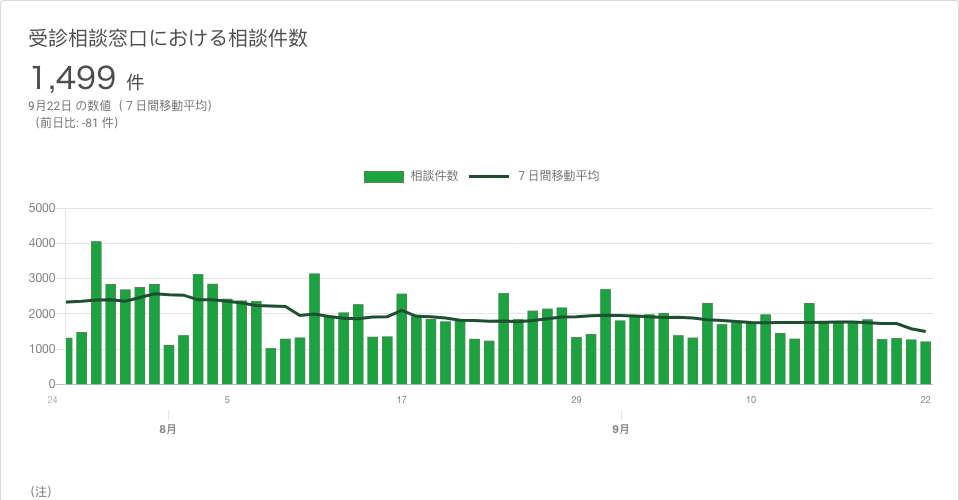 受診相談窓口における相談件数
1,499 件
9月22日 の数値（７日間移動平均）
（前日比: -81 件）
相談件数 ７日間移動平均
5000
4000
3000
2000
1000
0
24 5 17 29 10 22
8月 9月
（注）